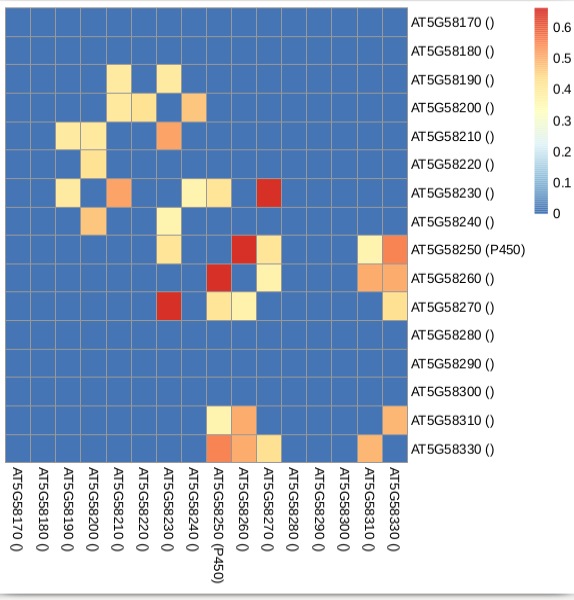 AT5G58170 ()
AT5G58180 ()
AT5G58190 ()
AT5G58200 ()
AT5G58210 ()
AT5G58220 ()
AT5G58230 ()
AT5G58240 ()
AT5G58250 (P450)
AT5G58260 ()
AT5G58270 ()
AT5G58280 ()
AT5G58290 ()
AT5G58300 ()
AT5G58310 ()
AT5G58330 ()
0.6
0.5
0.4
0.3
0.2
0.1
0
AT5G58170 ()
AT5G58180 ()
AT5G58190 ()
AT5G58200 ()
AT5G58210 ()
AT5G58220 ()
AT5G58230 ()
AT5G58240 ()
AT5G58250 (P450)
AT5G58260 ()
AT5G58270 ()
AT5G58280 ()
AT5G58290 ()
AT5G58300 ()
AT5G58310 ()
AT5G58330 ()